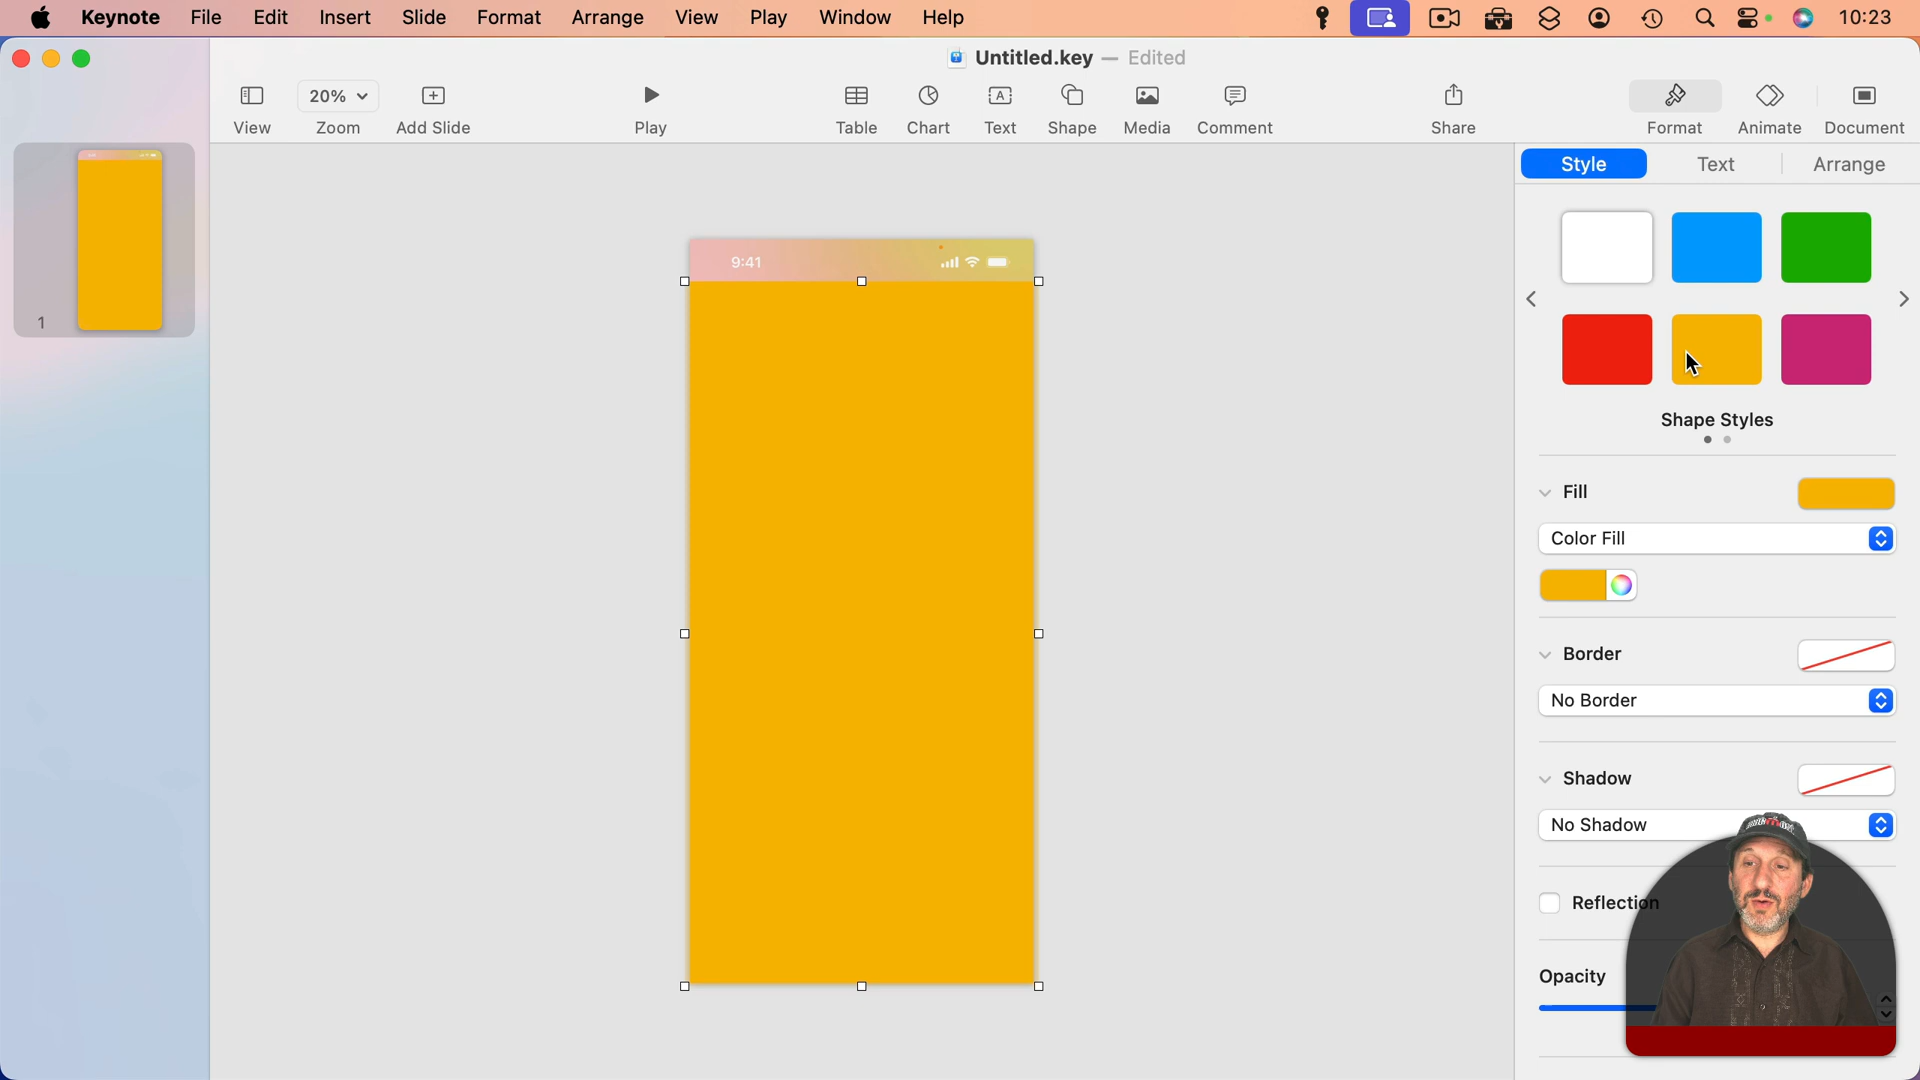 Keynote File Edit Insert Slide Format Arrange View Play Window Help 10:23
Untitled.key — Edited
20%
View Zoom Add Slide Play Table Chart Text Shape Media Comment Share Format Animate Document
Style Text Arrange
9:41
1
Shape Styles
Fill
Color Fill
Border
No Border
Shadow
No Shadow
Reflection
Opacity